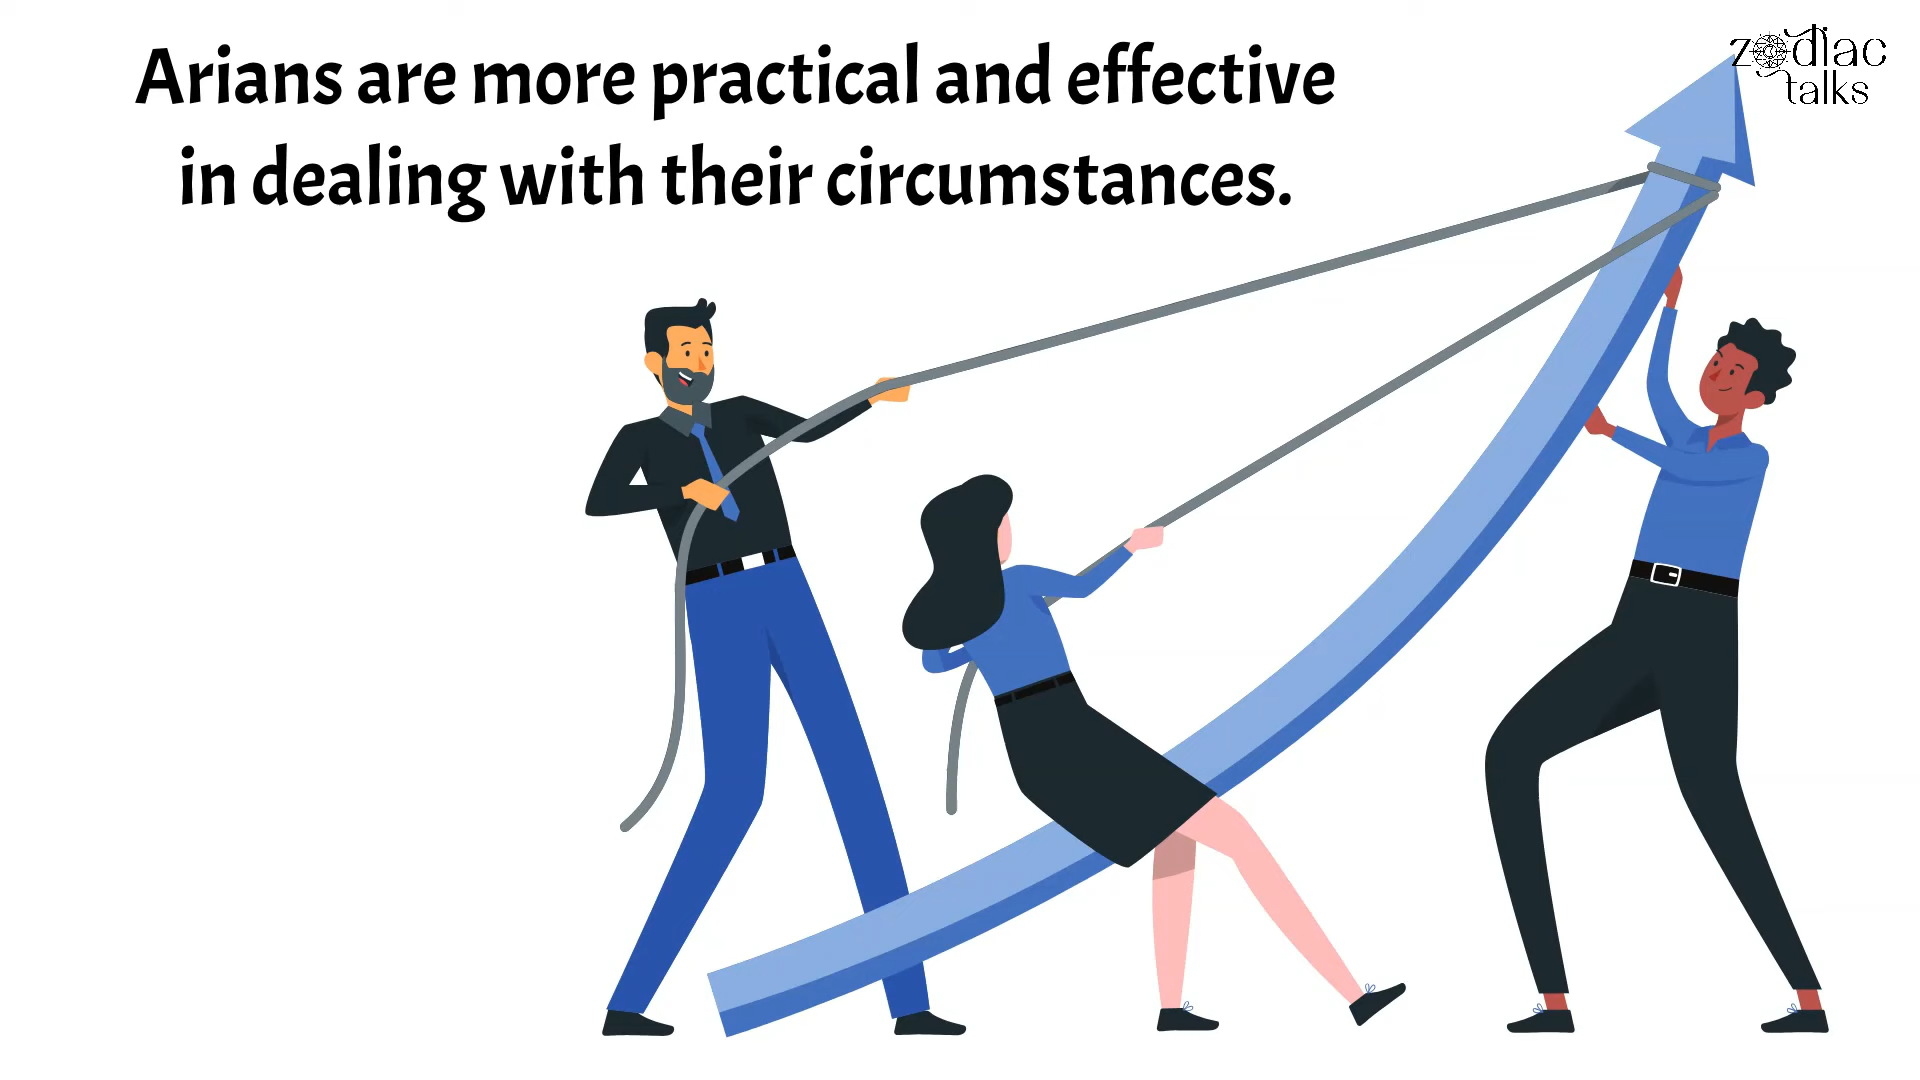 Arians are more practical and effective
in dealing with their circumstances.
zodiac
talks